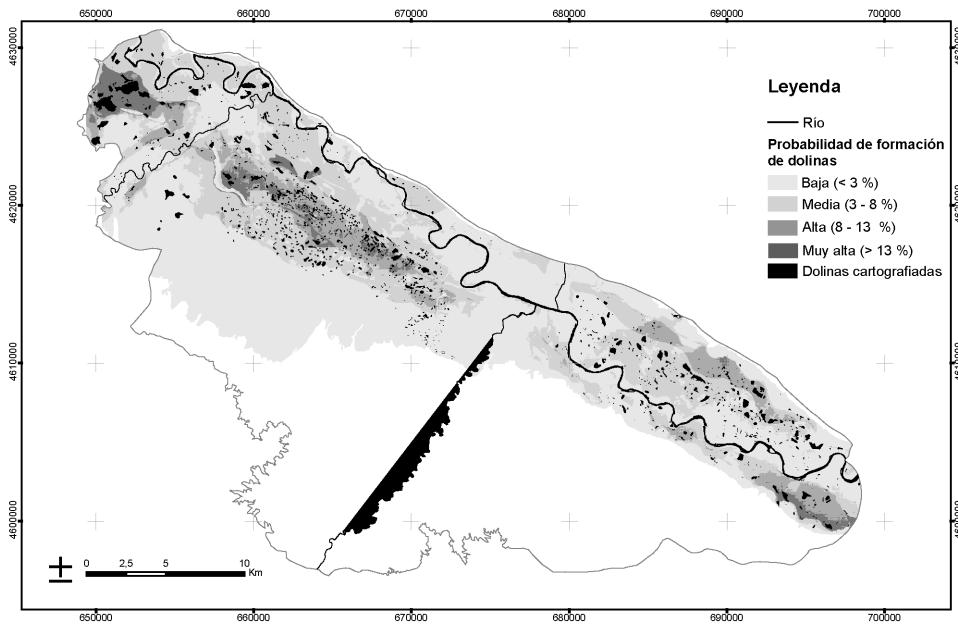 650000 660000 670000 680000 690000 700000
4630000
4620000
4610000
4600000
Leyenda
Río
Probabilidad de formación
de dolinas
Baja (< 3 %)
Media (3 - 8 %)
Alta (8 - 13 %)
Muy alta (> 13 %)
Dolinas cartografiadas
0 2,5 5 10
Km
650000 660000 670000 680000 690000 700000